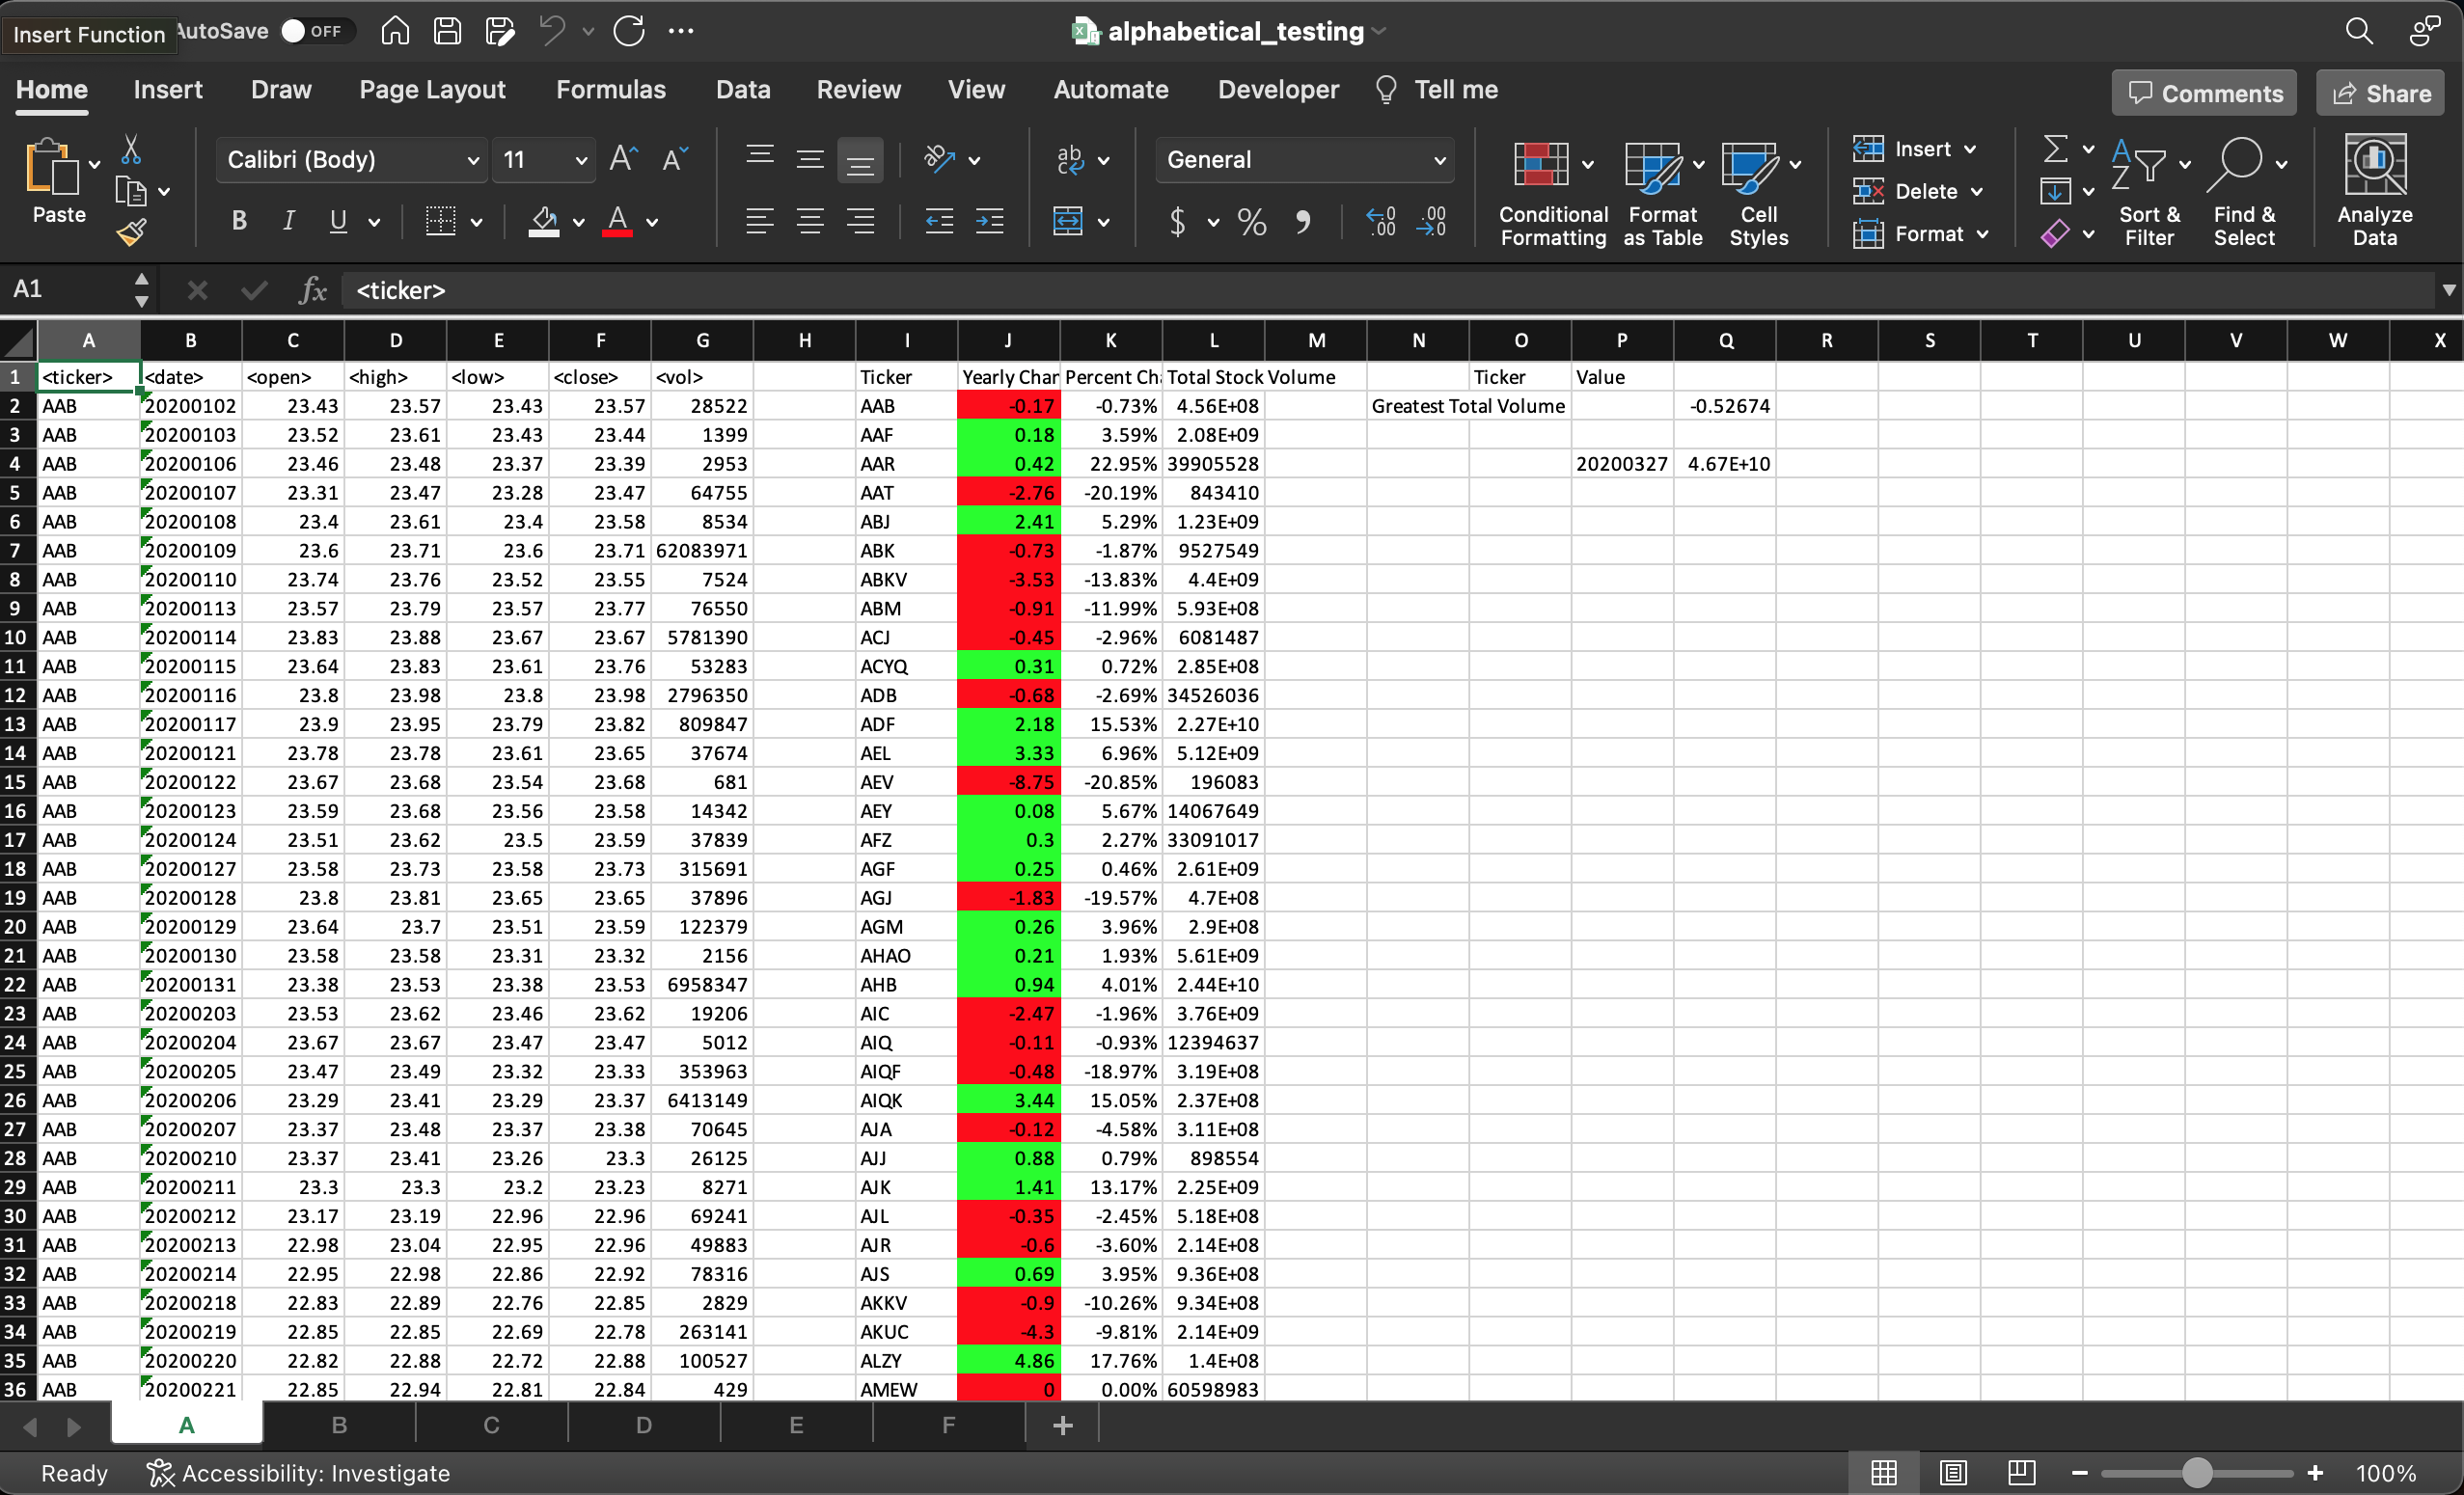 Insert Function AutoSave OFF alphabetical_testing
Home Insert Draw Page Layout Formulas Data Review View Automate Developer Tell me Comments Share
Paste Calibri (Body) 11 General Conditional Formatting Format as Table Cell Styles Insert Delete Format Sort & Filter Find & Select Analyze Data
A1 fx <ticker>
A B C D E F G H I J K L M N O P Q R S T U V W X
1 <ticker> <date> <open> <high> <low> <close> <vol> Ticker Yearly Char Percent Ch Total Stock Volume Ticker Value
2 AAB 20200102 23.43 23.57 23.43 23.57 28522 AAB -0.17 -0.73% 4.56E+08 Greatest Total Volume -0.52674
3 AAB 20200103 23.52 23.61 23.43 23.44 1399 AAF 0.18 3.59% 2.08E+09
4 AAB 20200106 23.46 23.48 23.37 23.39 2953 AAR 0.42 22.95% 39905528 20200327 4.67E+10
5 AAB 20200107 23.31 23.47 23.28 23.47 64755 AAT -2.76 -20.19% 843410
6 AAB 20200108 23.4 23.61 23.4 23.58 8534 ABJ 2.41 5.29% 1.23E+09
7 AAB 20200109 23.6 23.71 23.6 23.71 62083971 ABK -0.73 -1.87% 9527549
8 AAB 20200110 23.74 23.76 23.52 23.55 7524 ABKV -3.53 -13.83% 4.4E+09
9 AAB 20200113 23.57 23.79 23.57 23.77 76550 ABM -0.91 -11.99% 5.93E+08
10 AAB 20200114 23.83 23.88 23.67 23.67 5781390 ACJ -0.45 -2.96% 6081487
11 AAB 20200115 23.64 23.83 23.61 23.76 53283 ACYQ 0.31 0.72% 2.85E+08
12 AAB 20200116 23.8 23.98 23.8 23.98 2796350 ADB -0.68 -2.69% 34526036
13 AAB 20200117 23.9 23.95 23.79 23.82 809847 ADF 2.18 15.53% 2.27E+10
14 AAB 20200121 23.78 23.78 23.61 23.65 37674 AEL 3.33 6.96% 5.12E+09
15 AAB 20200122 23.67 23.68 23.54 23.68 681 AEV -8.75 -20.85% 196083
16 AAB 20200123 23.59 23.68 23.56 23.58 14342 AEY 0.08 5.67% 14067649
17 AAB 20200124 23.51 23.62 23.5 23.59 37839 AFZ 0.3 2.27% 33091017
18 AAB 20200127 23.58 23.73 23.58 23.73 315691 AGF 0.25 0.46% 2.61E+09
19 AAB 20200128 23.8 23.81 23.65 23.65 37896 AGJ -1.83 -19.57% 4.7E+08
20 AAB 20200129 23.64 23.7 23.51 23.59 122379 AGM 0.26 3.96% 2.9E+08
21 AAB 20200130 23.58 23.58 23.31 23.32 2156 AHAO 0.21 1.93% 5.61E+09
22 AAB 20200131 23.38 23.53 23.38 23.53 6958347 AHB 0.94 4.01% 2.44E+10
23 AAB 20200203 23.53 23.62 23.46 23.62 19206 AIC -2.47 -1.96% 3.76E+09
24 AAB 20200204 23.67 23.67 23.47 23.47 5012 AIQ -0.11 -0.93% 12394637
25 AAB 20200205 23.47 23.49 23.32 23.33 353963 AIQF -0.48 -18.97% 3.19E+08
26 AAB 20200206 23.29 23.41 23.29 23.37 6413149 AIQK 3.44 15.05% 2.37E+08
27 AAB 20200207 23.37 23.48 23.37 23.38 70645 AJA -0.12 -4.58% 3.11E+08
28 AAB 20200210 23.37 23.41 23.26 23.3 26125 AJJ 0.88 0.79% 898554
29 AAB 20200211 23.3 23.3 23.2 23.23 8271 AJK 1.41 13.17% 2.25E+09
30 AAB 20200212 23.17 23.19 22.96 22.96 69241 AJL -0.35 -2.45% 5.18E+08
31 AAB 20200213 22.98 23.04 22.95 22.96 49883 AJR -0.6 -3.60% 2.14E+08
32 AAB 20200214 22.95 22.98 22.86 22.92 78316 AJS 0.69 3.95% 9.36E+08
33 AAB 20200218 22.83 22.89 22.76 22.85 2829 AKKV -0.9 -10.26% 9.34E+08
34 AAB 20200219 22.85 22.85 22.69 22.78 263141 AKUC -4.3 -9.81% 2.14E+09
35 AAB 20200220 22.82 22.88 22.72 22.88 100527 ALZY 4.86 17.76% 1.4E+08
36 AAB 20200221 22.85 22.94 22.81 22.84 429 AMEW 0 0.00% 60598983
A B C D E F +
Ready Accessibility: Investigate 100%